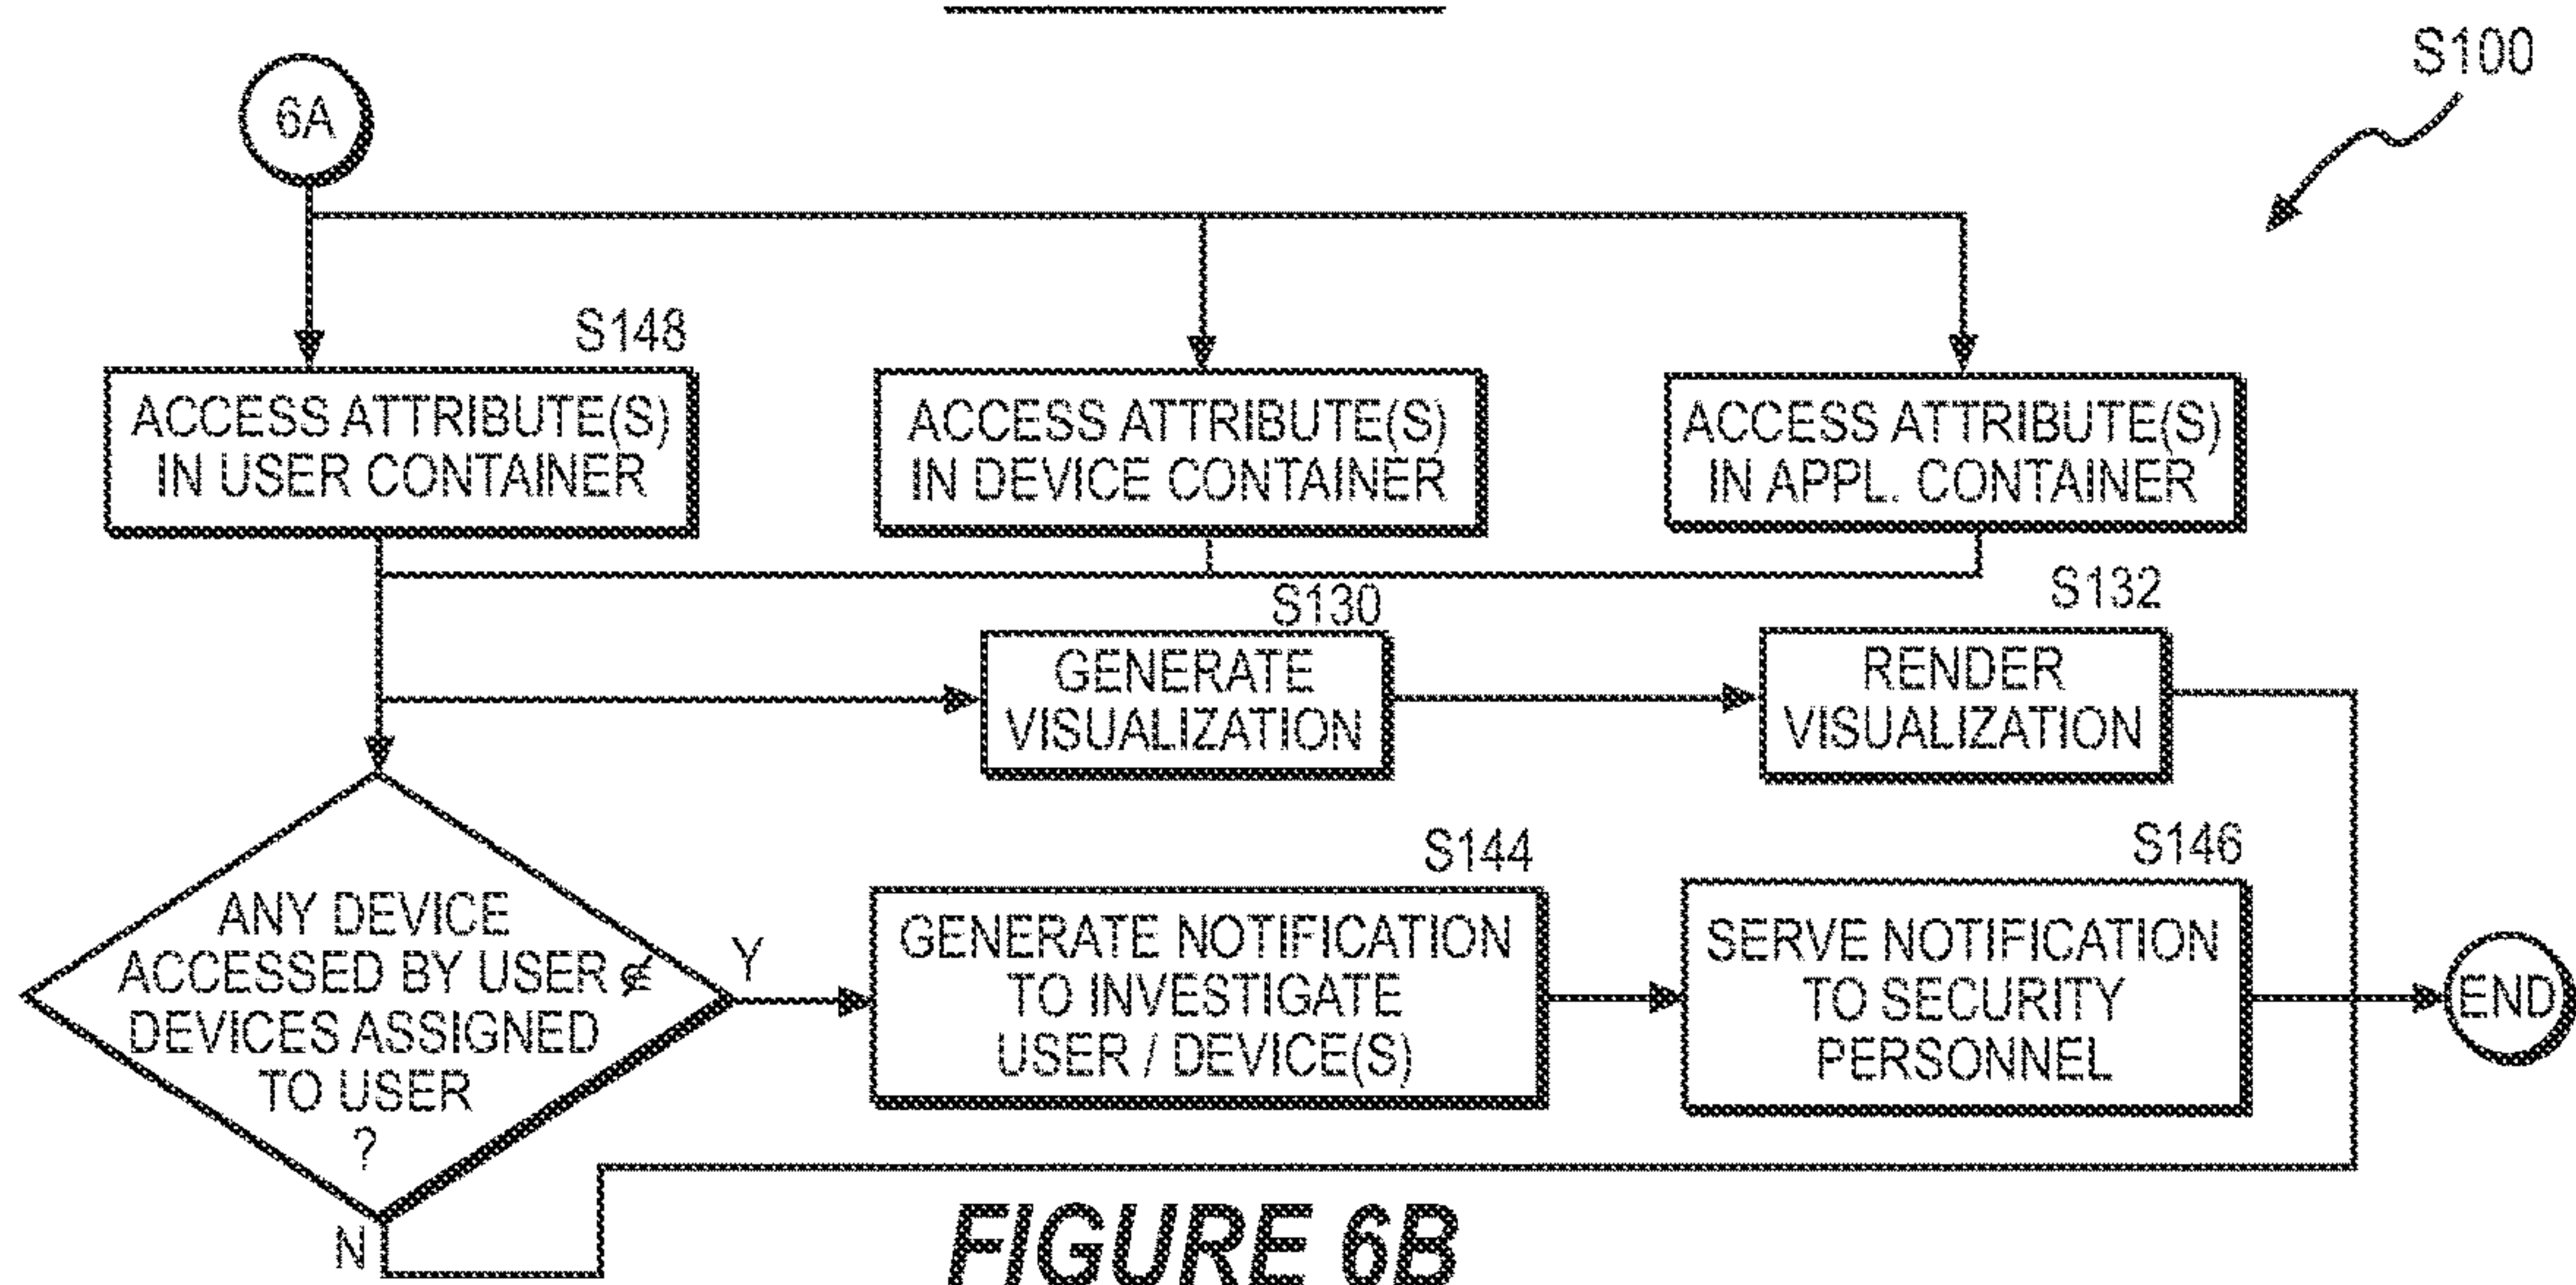 S100
6A
S148
ACCESS ATTRIBUTE(S)
IN USER CONTAINER
ACCESS ATTRIBUTE(S)
IN DEVICE CONTAINER
ACCESS ATTRIBUTE(S)
IN APPL. CONTAINER
S130
GENERATE
VISUALIZATION
S132
RENDER
VISUALIZATION
ANY DEVICE
ACCESSED BY USER ∉
DEVICES ASSIGNED
TO USER
?
Y
N
S144
GENERATE NOTIFICATION
TO INVESTIGATE
USER / DEVICE(S)
S146
SERVE NOTIFICATION
TO SECURITY
PERSONNEL
END
FIGURE 6B